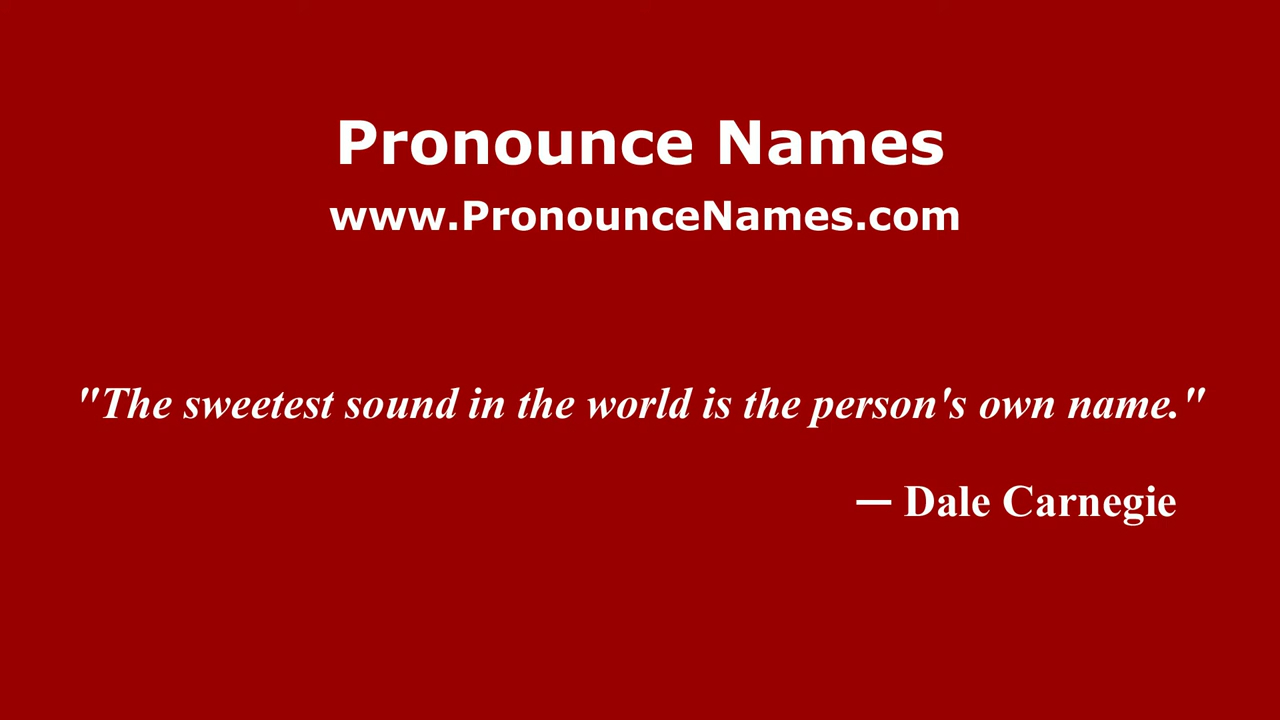 Pronounce Names
www.PronounceNames.com
"The sweetest sound in the world is the person's own name."
— Dale Carnegie